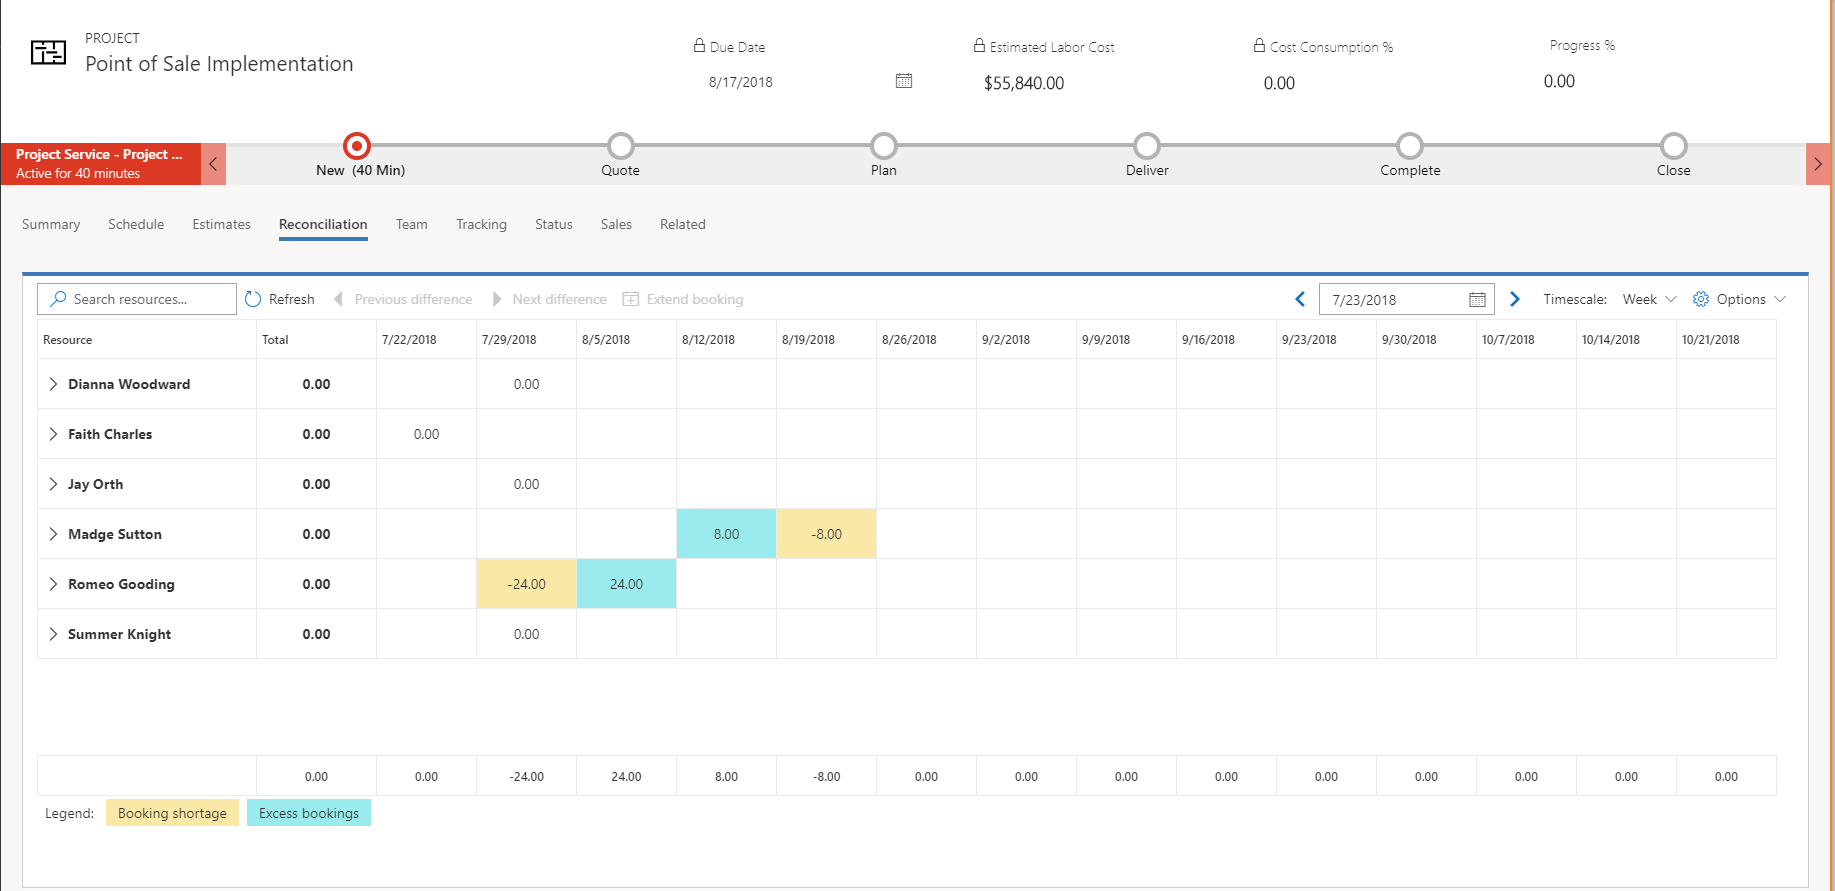 PROJECT
Point of Sale Implementation
Due Date
8/17/2018
Estimated Labor Cost
$55,840.00
Cost Consumption %
0.00
Progress %
0.00
Project Service - Project ...
Active for 40 minutes
New (40 Min)
Quote
Plan
Deliver
Complete
Close
Summary Schedule Estimates Reconciliation Team Tracking Status Sales Related
Search resources... Refresh Previous difference Next difference Extend booking 7/23/2018 Timescale: Week Options
Resource Total 7/22/2018 7/29/2018 8/5/2018 8/12/2018 8/19/2018 8/26/2018 9/2/2018 9/9/2018 9/16/2018 9/23/2018 9/30/2018 10/7/2018 10/14/2018 10/21/2018
Dianna Woodward 0.00 0.00
Faith Charles 0.00 0.00
Jay Orth 0.00 0.00
Madge Sutton 0.00 8.00 -8.00
Romeo Gooding 0.00 -24.00 24.00
Summer Knight 0.00 0.00
0.00 0.00 -24.00 24.00 8.00 -8.00 0.00 0.00 0.00 0.00 0.00 0.00 0.00 0.00 0.00
Legend: Booking shortage Excess bookings